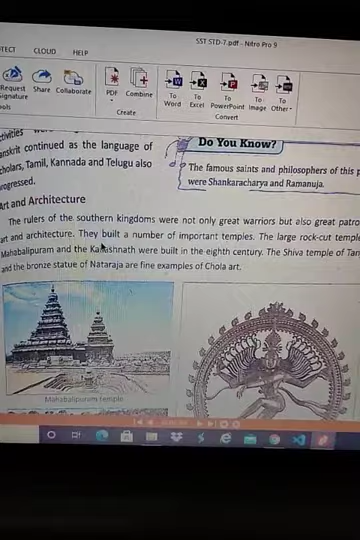 SST STD-7.pdf - Nitro Pro 9
TECT CLOUD HELP
Request Signature
Share
Collaborate
PDF
Combine
To Word
To Excel
To PowerPoint
To Image
To Other
ools
Create
Convert
ctivities
anskrit continued as the language of
cholars, Tamil, Kannada and Telugu also
rogressed.
Do You Know?
The famous saints and philosophers of this p
were Shankaracharya and Ramanuja.
Art and Architecture
The rulers of the southern kingdoms were not only great warriors but also great patro
art and architecture. They built a number of important temples. The large rock-cut temple
Mahabalipuram and the Kailashnath were built in the eighth century. The Shiva temple of Tan
and the bronze statue of Nataraja are fine examples of Chola art.
Mahabalipuram temple